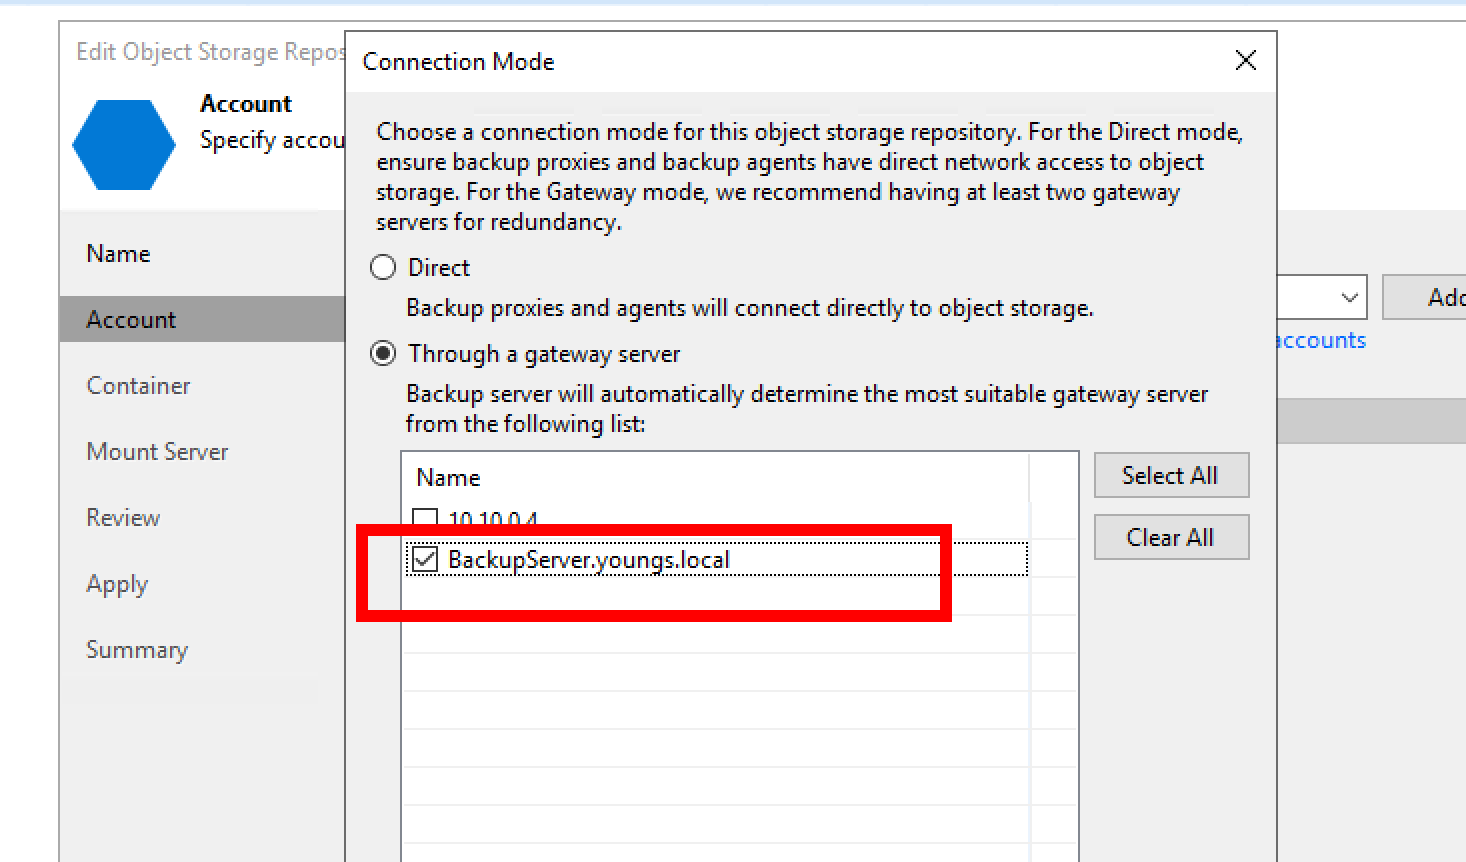 Edit Object Storage Repos
Connection Mode
Account
Specify accou
Choose a connection mode for this object storage repository. For the Direct mode,
ensure backup proxies and backup agents have direct network access to object
storage. For the Gateway mode, we recommend having at least two gateway
servers for redundancy.
Name
Direct
Account
Backup proxies and agents will connect directly to object storage.
Add
accounts
Through a gateway server
Container
Backup server will automatically determine the most suitable gateway server
from the following list:
Mount Server
Name
Select All
Review
10.10.0.4
Clear All
BackupServer.youngs.local
Apply
Summary